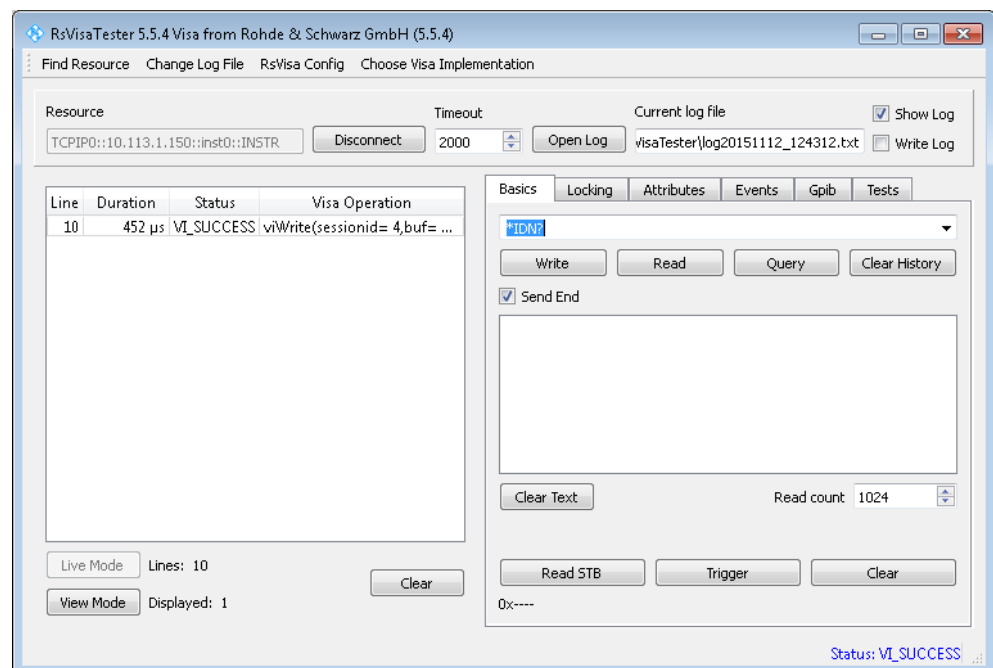 RsVisaTester 5.5.4 Visa from Rohde & Schwarz GmbH (5.5.4)
Find Resource Change Log File RsVisa Config Choose Visa Implementation
Resource Timeout Current log file Show Log
TCPIP0::10.113.1.150::inst0::INSTR Disconnect 2000 Open Log visaTester\log20151112_124312.txt Write Log
Basics Locking Attributes Events Gpib Tests
Line Duration Status Visa Operation
10 452 µs VI_SUCCESS viWrite(sessionid= 4,buf= ...
*IDN?
Write Read Query Clear History
Send End
Clear Text Read count 1024
Live Mode Lines: 10
Clear
View Mode Displayed: 1
Read STB Trigger Clear
0x----
Status: VI_SUCCESS